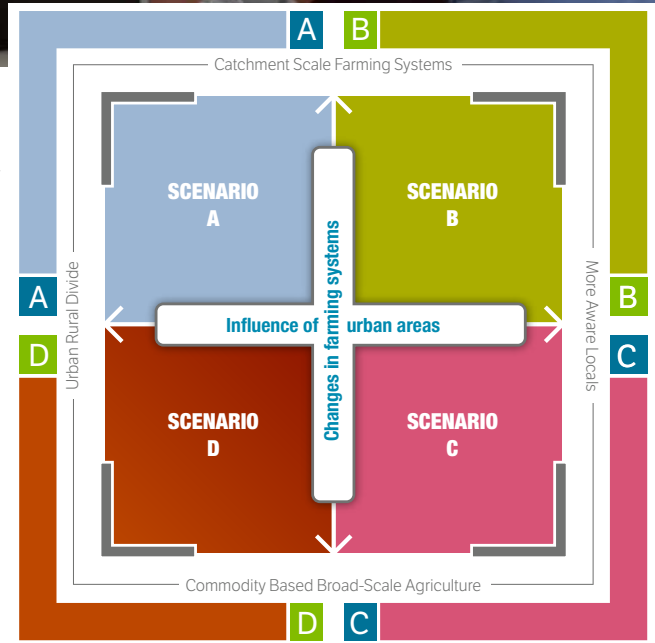 A B
Catchment Scale Farming Systems
SCENARIO
A
SCENARIO
B
Urban Rural Divide
More Aware Locals
A
B
Changes in farming systems
Influence of urban areas
D
C
SCENARIO
D
SCENARIO
C
Commodity Based Broad-Scale Agriculture
D C